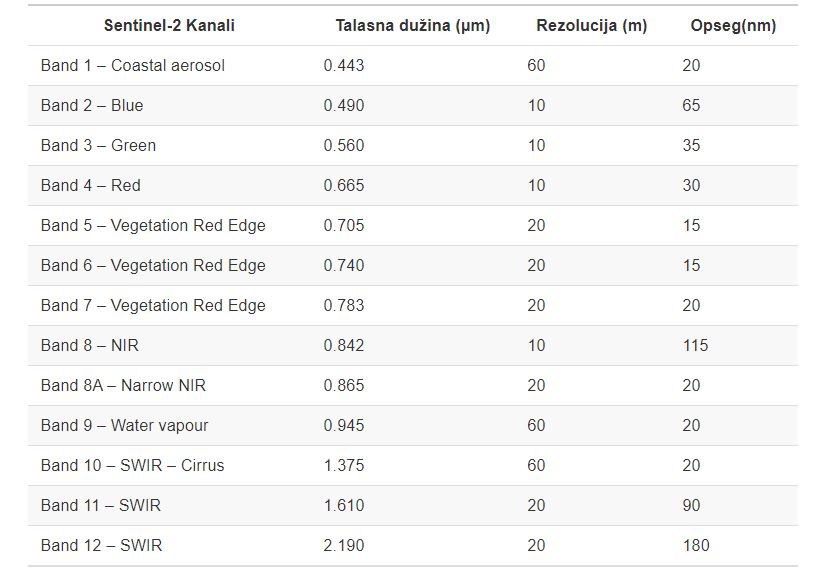 Sentinel-2 Kanali Talasna dužina (µm) Rezolucija (m) Opseg(nm)
Band 1 – Coastal aerosol 0.443 60 20
Band 2 – Blue 0.490 10 65
Band 3 – Green 0.560 10 35
Band 4 – Red 0.665 10 30
Band 5 – Vegetation Red Edge 0.705 20 15
Band 6 – Vegetation Red Edge 0.740 20 15
Band 7 – Vegetation Red Edge 0.783 20 20
Band 8 – NIR 0.842 10 115
Band 8A – Narrow NIR 0.865 20 20
Band 9 – Water vapour 0.945 60 20
Band 10 – SWIR – Cirrus 1.375 60 20
Band 11 – SWIR 1.610 20 90
Band 12 – SWIR 2.190 20 180